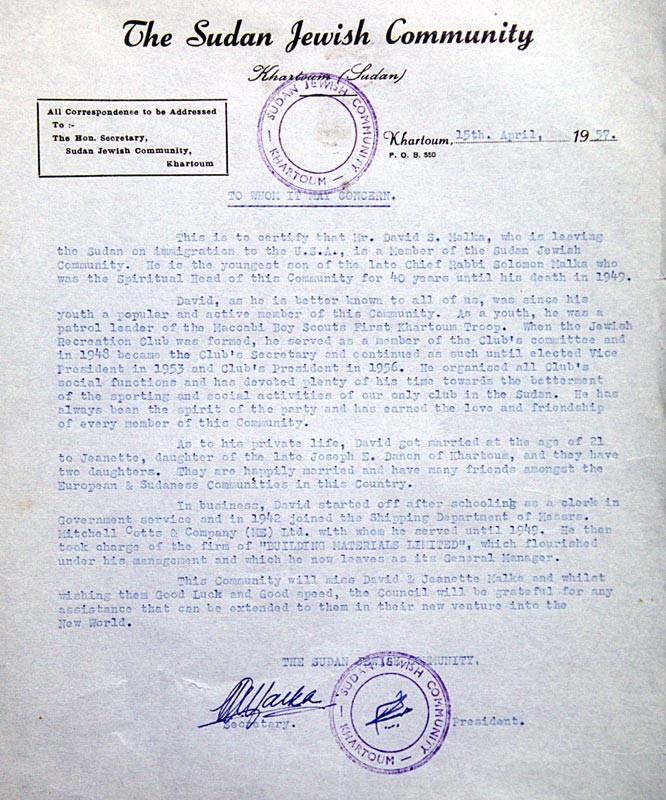 The Sudan Jewish Community
Khartoum (Sudan)
All Correspondence to be Addressed
To :-
The Hon. Secretary,
Sudan Jewish Community,
Khartoum
SUDAN JEWISH COMMUNITY
— KHARTOUM —
Khartoum, 15th. April, 1957.
P. O. B. 550
TO WHOM IT MAY CONCERN.
This is to certify that Mr. David S. Malka, who is leaving
the Sudan on immigration to the U.S.A., is a Member of the Sudan Jewish
Community. He is the youngest son of the late Chief Rabbi Solomon Malka who
was the Spiritual Head of this Community for 40 years until his death in 1949.
David, as he is better known to all of us, was since his
youth a popular and active member of this Community. As a youth, he was a
patrol leader of the Maccabi Boy Scouts First Khartoum Troop. When the Jewish
Recreation Club was formed, he served as a member of the Club's committee and
in 1948 became the Club's Secretary and continued as such until elected Vice
President in 1953 and Club's President in 1956. He organised all Club's
social functions and has devoted plenty of his time towards the betterment
of the sporting and social activities of our only club in the Sudan. He has
always been the spirit of the party and has earned the love and friendship
of every member of this Community.
As to his private life, David got married at the age of 21
to Jeanette, daughter of the late Joseph E. Danon of Khartoum, and they have
two daughters. They are happily married and have many friends amongst the
European & Sudanese Communities in this Country.
In business, David started off after schooling as a clerk in
Government service and in 1942 joined the Shipping Department of Messrs.
Mitchell Cotts & Company (ME) Ltd. with whom he served until 1949. He then
took charge of the firm of "BUILDING MATERIALS LIMITED", which flourished
under his management and which he now leaves as its General Manager.
This Community will miss David & Jeanette Malka and whilst
wishing them Good Luck and Good speed, the Council will be grateful for any
assistance that can be extended to them in their new venture into the
New World.
THE SUDAN JEWISH COMMUNITY.
SUDAN JEWISH COMMUNITY
— KHARTOUM —
Secretary. President.